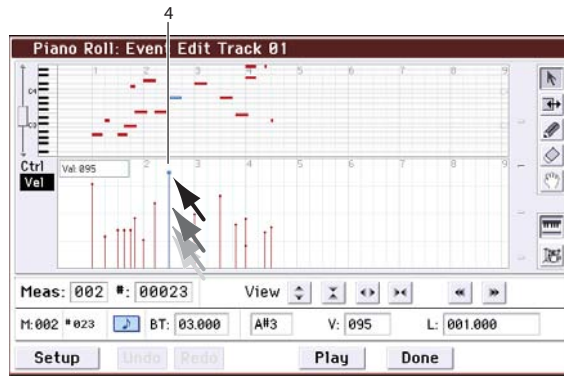 4
Piano Roll: Event Edit Track 01
1 2 3 4 5 6 7 8 9
C4
C3
Ctrl Val: 095 2 3 4 5 6 7 8 9
Vel
Meas: 002 #: 00023 View
M:002 #023 BT: 03.000 A#3 V: 095 L: 001.000
Setup Undo Redo Play Done